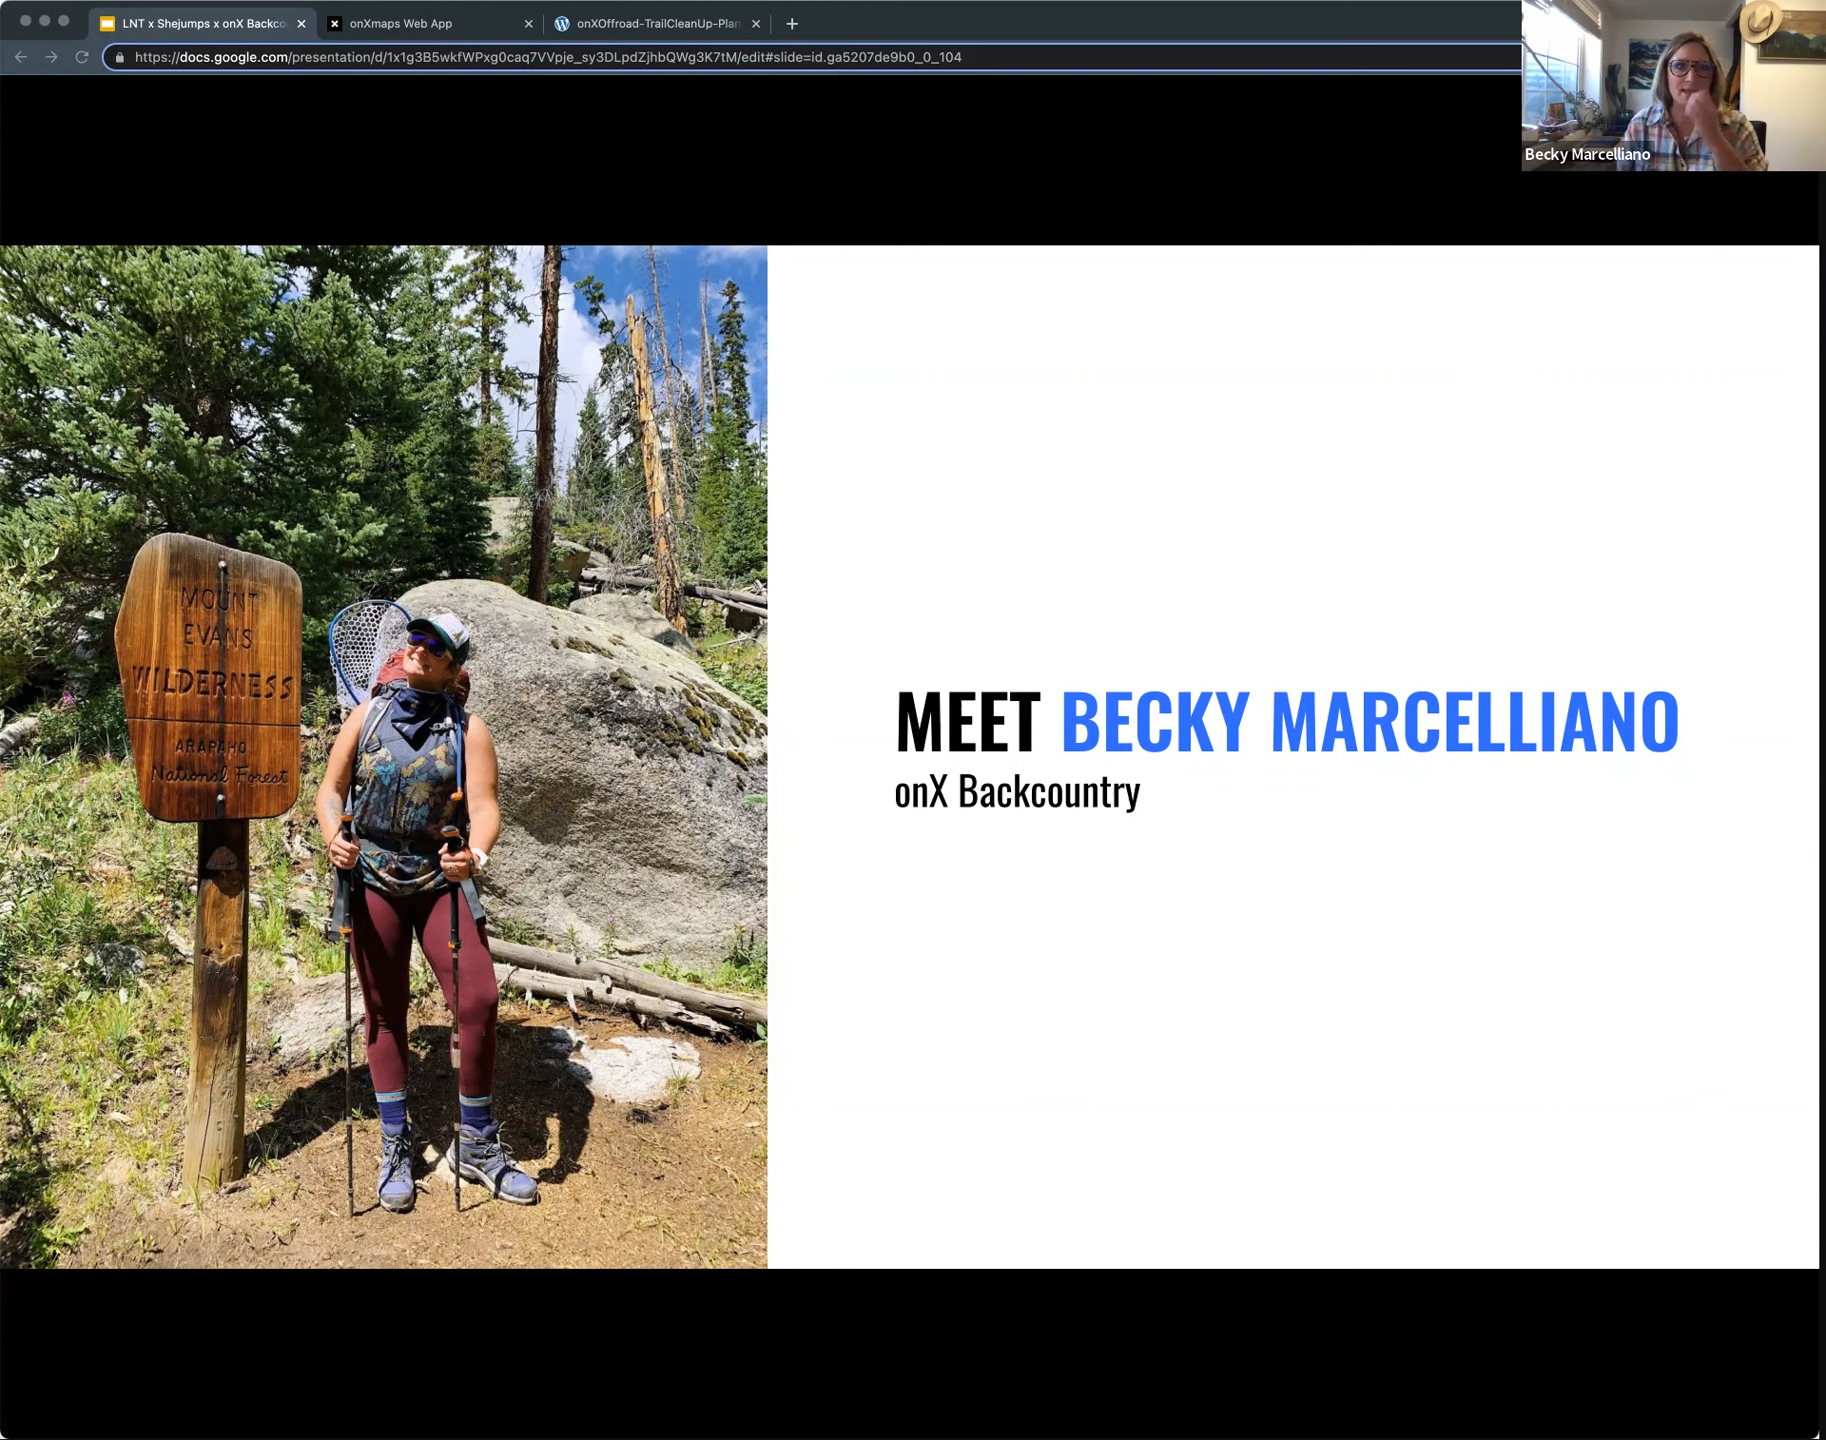 LNT x Shejumps x onX Backco
onXmaps Web App
onXOffroad-TrailCleanUp-Plan
https://docs.google.com/presentation/d/1x1g3B5wkfWPxg0caq7VVpje_sy3DLpdZjhbQWg3K7tM/edit#slide=id.ga5207de9b0_0_104
Becky Marcelliano
MOUNT
EVANS
WILDERNESS
ARAPAHO
National Forest
MEET BECKY MARCELLIANO
onX Backcountry